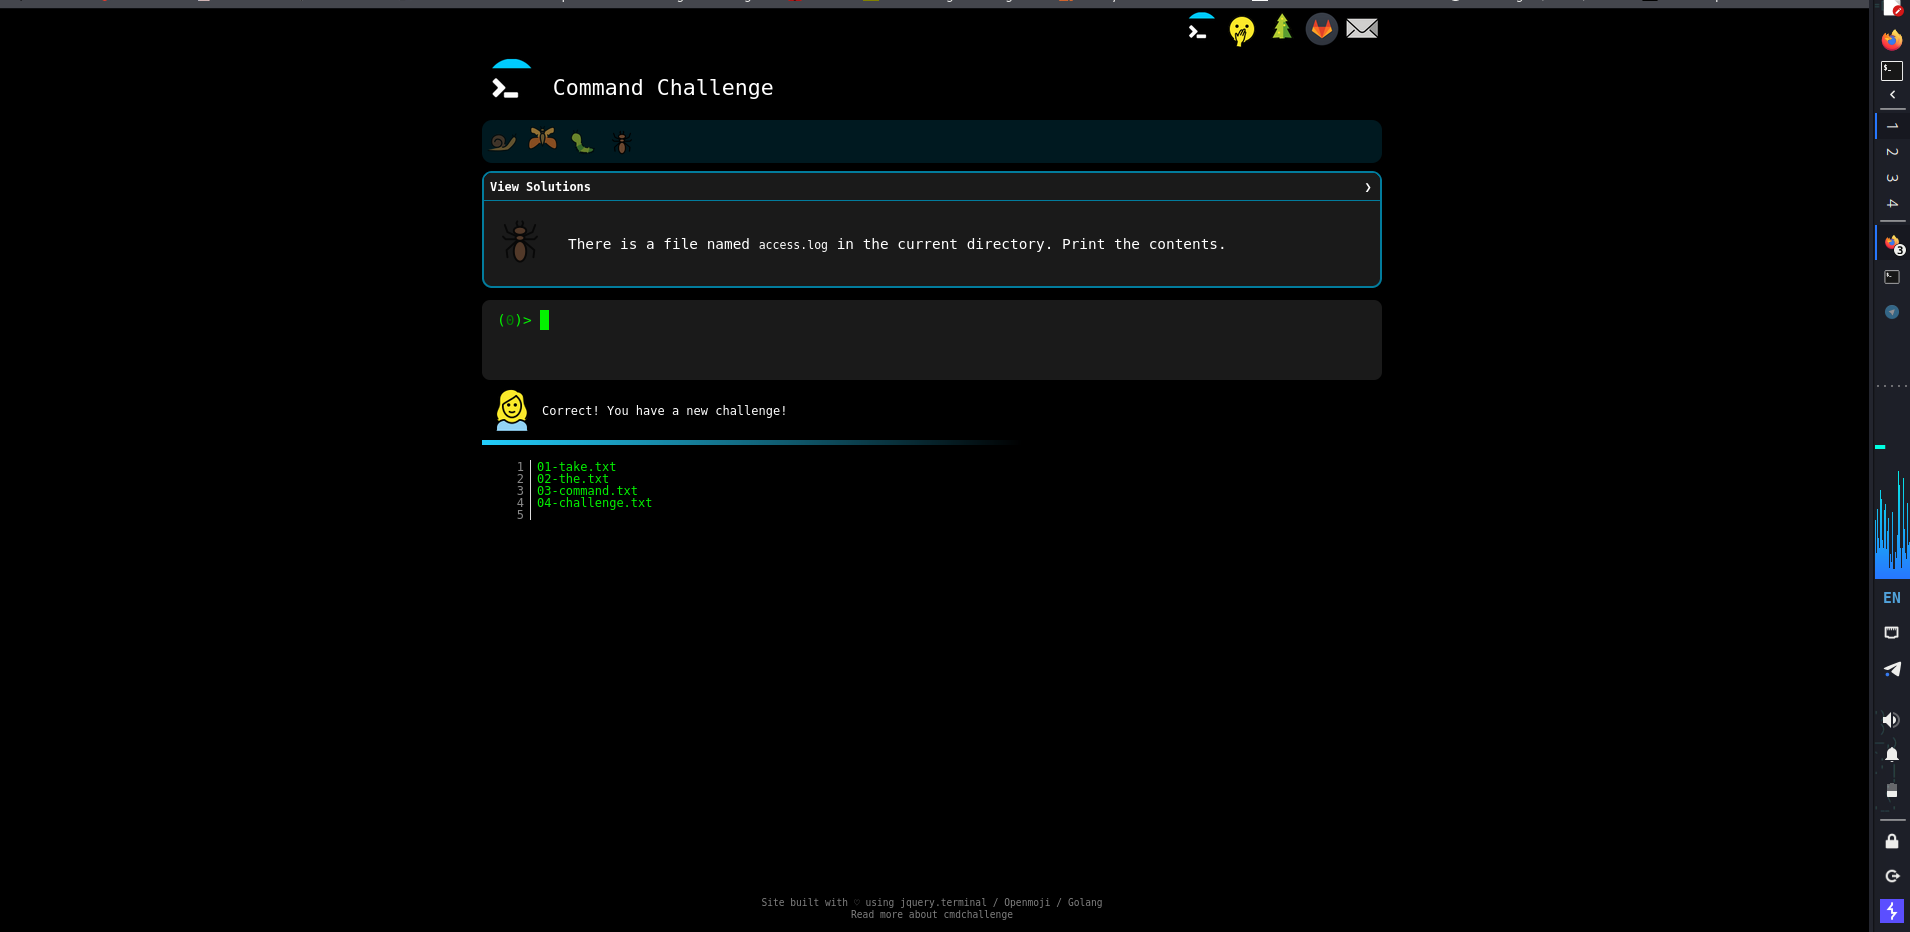 Command Challenge
View Solutions ❯
There is a file named access.log in the current directory. Print the contents.
(0)>
Correct! You have a new challenge!
1 01-take.txt
2 02-the.txt
3 03-command.txt
4 04-challenge.txt
5
Site built with ♡ using jquery.terminal / Openmoji / Golang
Read more about cmdchallenge
1
2
3
4
3
EN